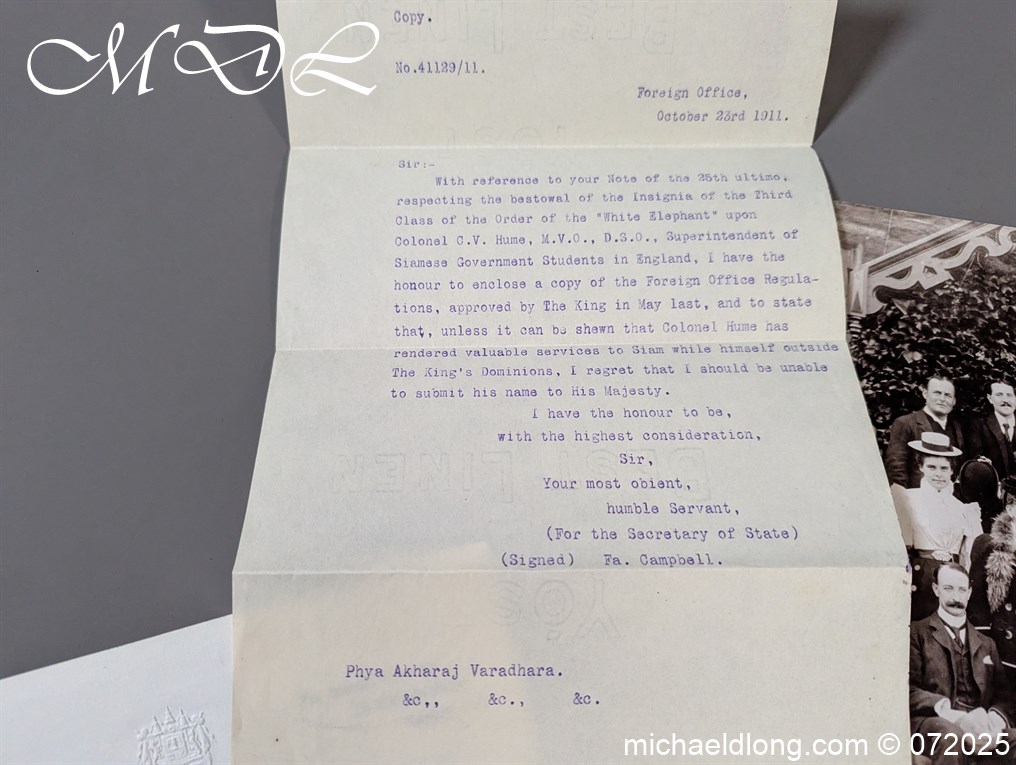 MDL
Copy.
No.41129/11.
Foreign Office,
October 23rd 1911.
Sir:-
With reference to your Note of the 25th ultimo,
respecting the bestowal of the Insignia of the Third
Class of the Order of the "White Elephant" upon
Colonel C.V. Hume, M.V.O., D.S.O., Superintendent of
Siamese Government Students in England, I have the
honour to enclose a copy of the Foreign Office Regula-
tions, approved by The King in May last, and to state
that, unless it can be shewn that Colonel Hume has
rendered valuable services to Siam while himself outside
The King's Dominions, I regret that I should be unable
to submit his name to His Majesty.
I have the honour to be,
with the highest consideration,
Sir,
Your most obient,
humble Servant,
(For the Secretary of State)
(Signed) Fa. Campbell.
Phya Akharaj Varadhara.
&c,, &c., &c.
michaeldlong.com © 072025